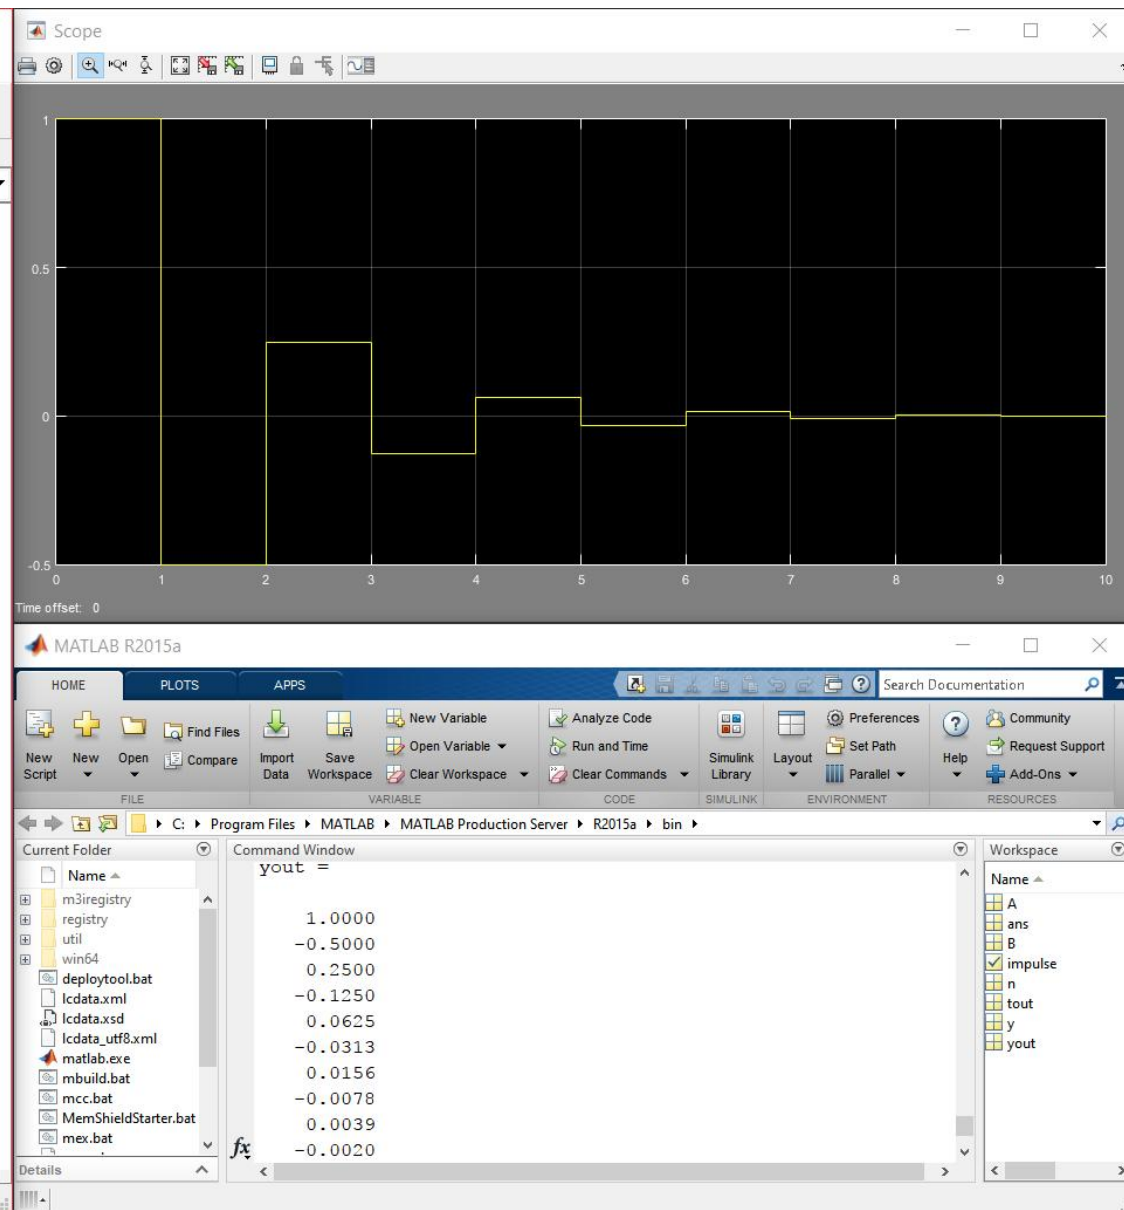 Scope
1
0.5
0
-0.5
0 1 2 3 4 5 6 7 8 9 10
Time offset: 0
MATLAB R2015a
HOME PLOTS APPS
Search Documentation
New Script
New
Open
Find Files
Compare
FILE
Import Data
Save Workspace
New Variable
Open Variable
Clear Workspace
VARIABLE
Analyze Code
Run and Time
Clear Commands
CODE
Simulink Library
SIMULINK
Layout
Preferences
Set Path
Parallel
ENVIRONMENT
Help
Community
Request Support
Add-Ons
RESOURCES
C: Program Files MATLAB MATLAB Production Server R2015a bin
Current Folder
Name
m3iregistry
registry
util
win64
deploytool.bat
lcdata.xml
lcdata.xsd
lcdata_utf8.xml
matlab.exe
mbuild.bat
mcc.bat
MemShieldStarter.bat
mex.bat
Details
Command Window
yout =
1.0000
-0.5000
0.2500
-0.1250
0.0625
-0.0313
0.0156
-0.0078
0.0039
-0.0020
fx
Workspace
Name
A
ans
B
impulse
n
tout
y
yout